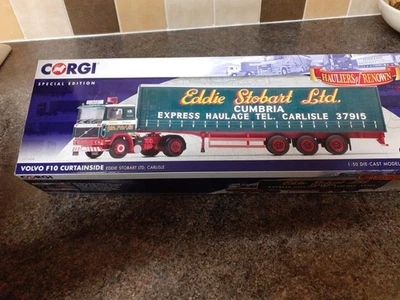 CORGI
SPECIAL EDITION
HAULIERS of RENOWN
Eddie Stobart Ltd.
CUMBRIA
EXPRESS HAULAGE TEL. CARLISLE 37915
VOLVO F10 CURTAINSIDE EDDIE STOBART LTD, CARLISLE
1:50 DIE-CAST MODEL